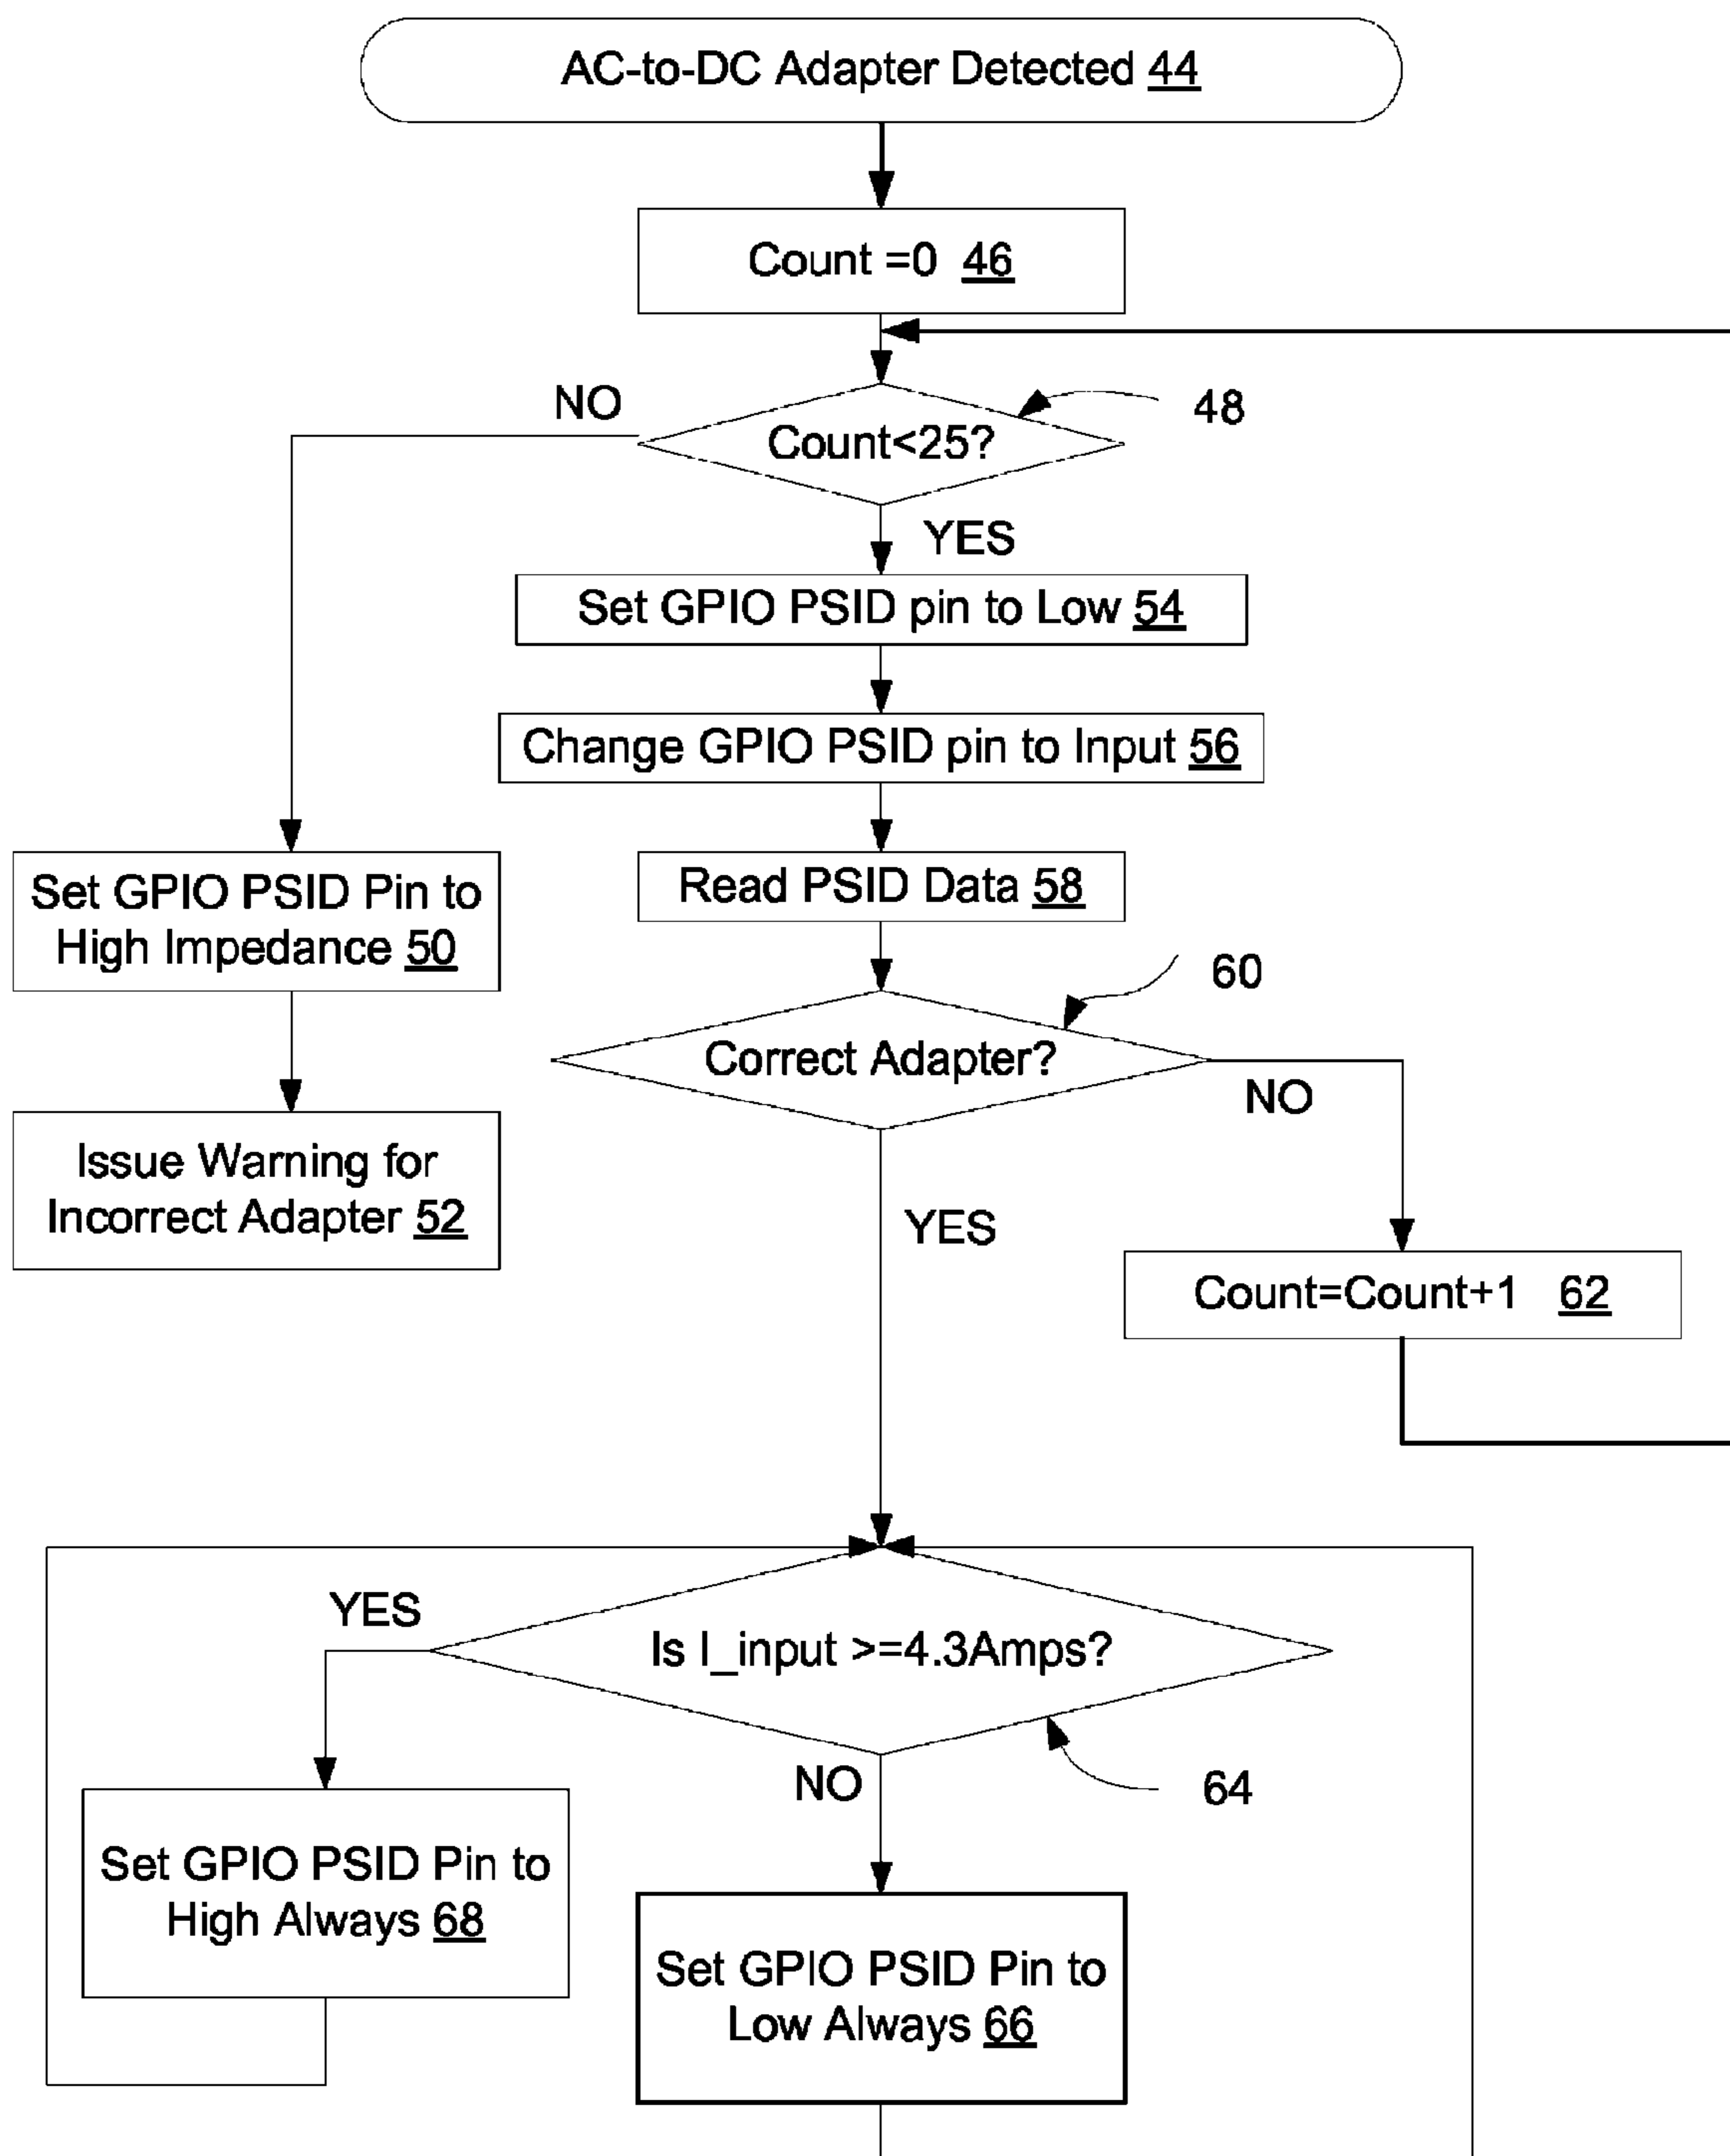 AC-to-DC Adapter Detected 44
Count =0 46
NO
48
Count<25?
YES
Set GPIO PSID pin to Low 54
Change GPIO PSID pin to Input 56
Set GPIO PSID Pin to
High Impedance 50
Read PSID Data 58
60
Correct Adapter?
NO
Issue Warning for
Incorrect Adapter 52
YES
Count=Count+1 62
YES
Is I_input >=4.3Amps?
NO
64
Set GPIO PSID Pin to
High Always 68
Set GPIO PSID Pin to
Low Always 66